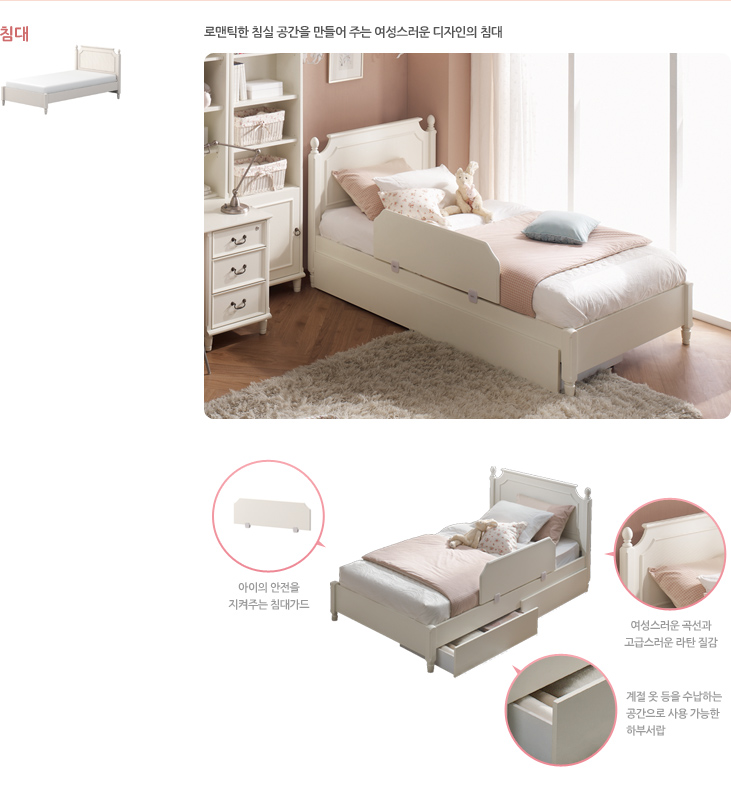 침대
로맨틱한 침실 공간을 만들어 주는 여성스러운 디자인의 침대
아이의 안전을
지켜주는 침대가드
여성스러운 곡선과
고급스러운 라탄 질감
계절 옷 등을 수납하는
공간으로 사용 가능한
하부서랍